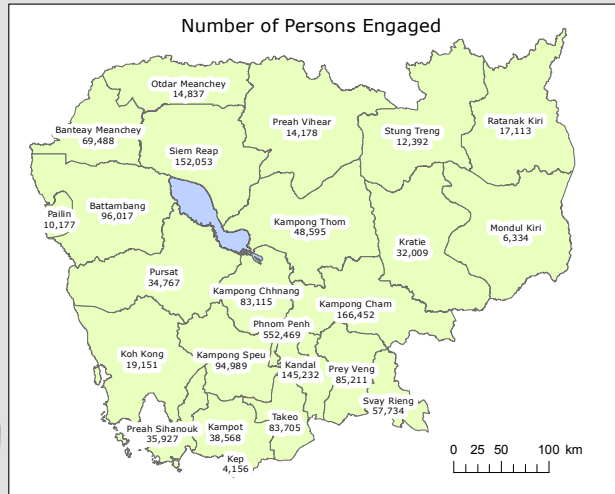 Number of Persons Engaged
Otdar Meanchey
14,837
Banteay Meanchey
69,488
Siem Reap
152,053
Preah Vihear
14,178
Stung Treng
12,392
Ratanak Kiri
17,113
Battambang
96,017
Pailin
10,177
Kampong Thom
48,595
Kratie
32,009
Mondul Kiri
6,334
Pursat
34,767
Kampong Chhnang
83,115
Kampong Cham
166,452
Phnom Penh
552,469
Koh Kong
19,151
Kampong Speu
94,989
Kandal
145,232
Prey Veng
85,211
Svay Rieng
57,734
Preah Sihanouk
35,927
Kampot
38,568
Takeo
83,705
Kep
4,156
0 25 50 100 km